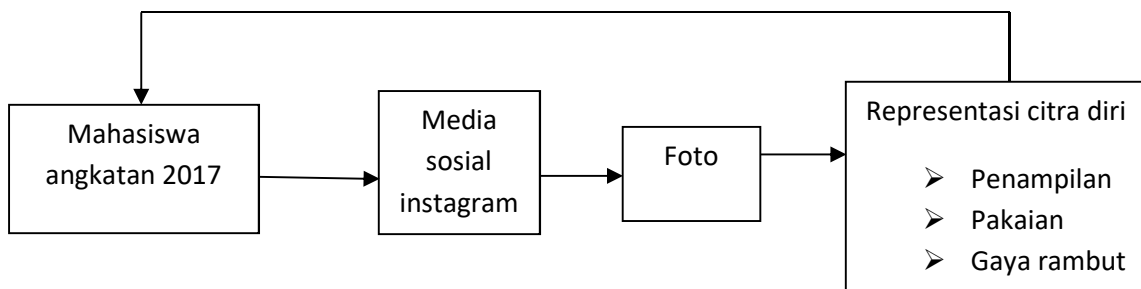 Mahasiswa
angkatan 2017
Media
sosial
instagram
Foto
Representasi citra diri
➢ Penampilan
➢ Pakaian
➢ Gaya rambut